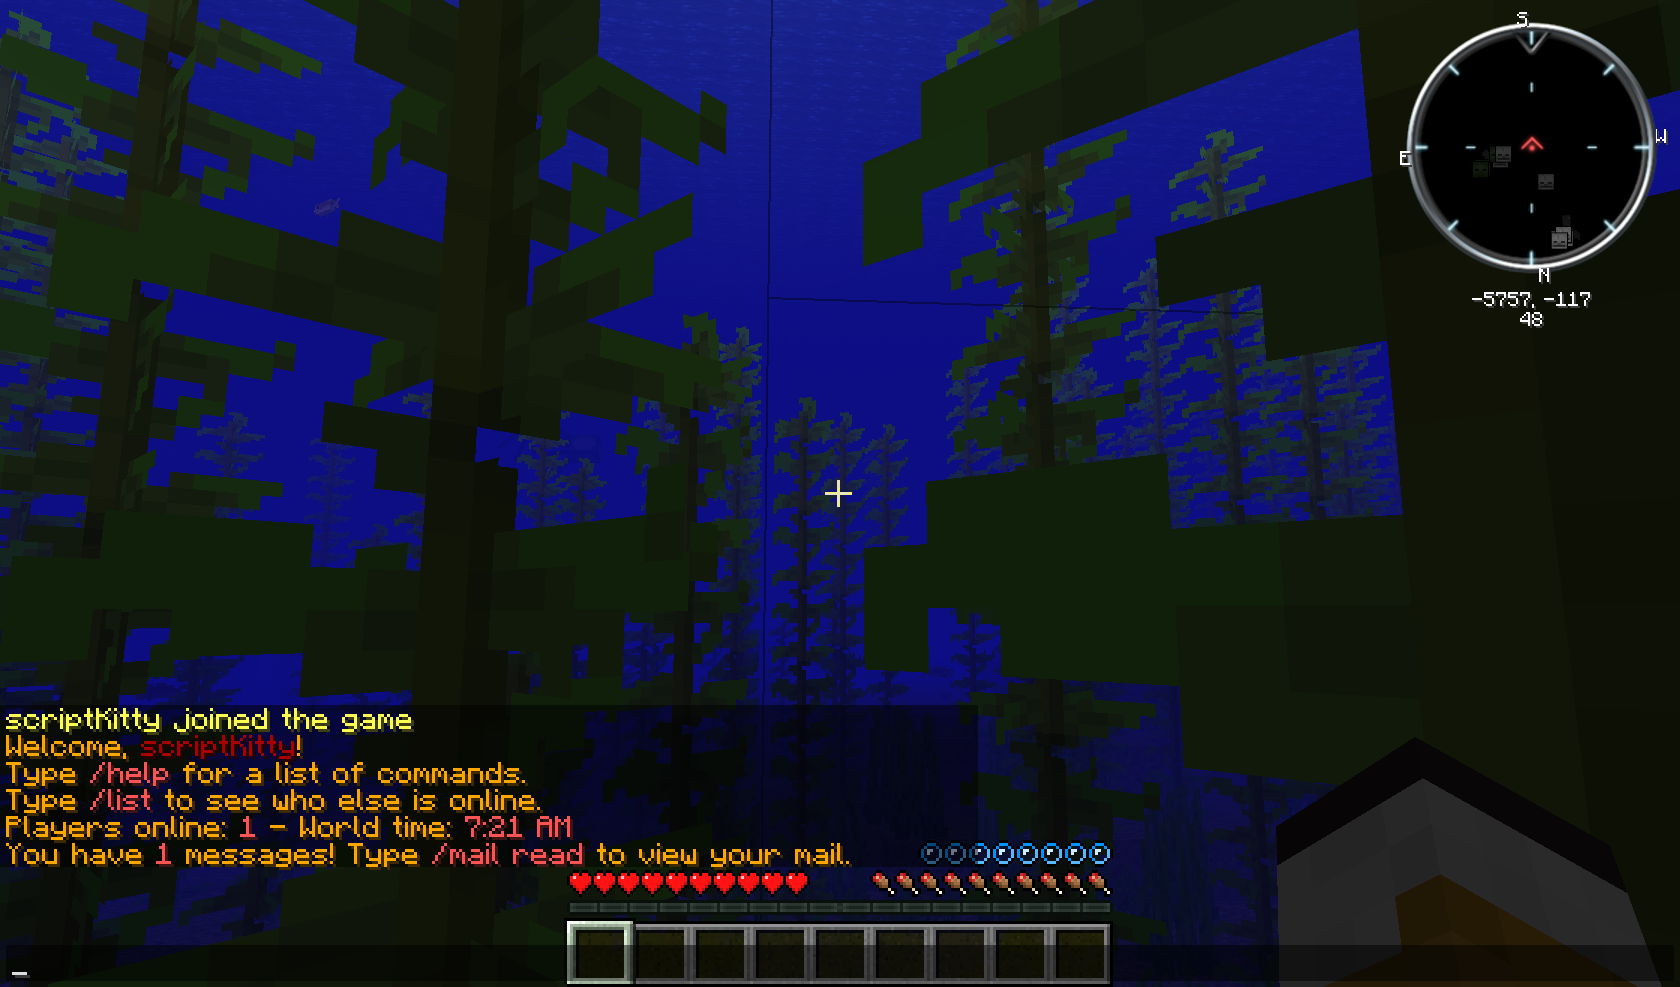 S
E
W
N
-5757, -117
48
scriptKitty joined the game
Welcome, scriptKitty!
Type /help for a list of commands.
Type /list to see who else is online.
Players online: 1 - World time: 7:21 AM
You have 1 messages! Type /mail read to view your mail.
_